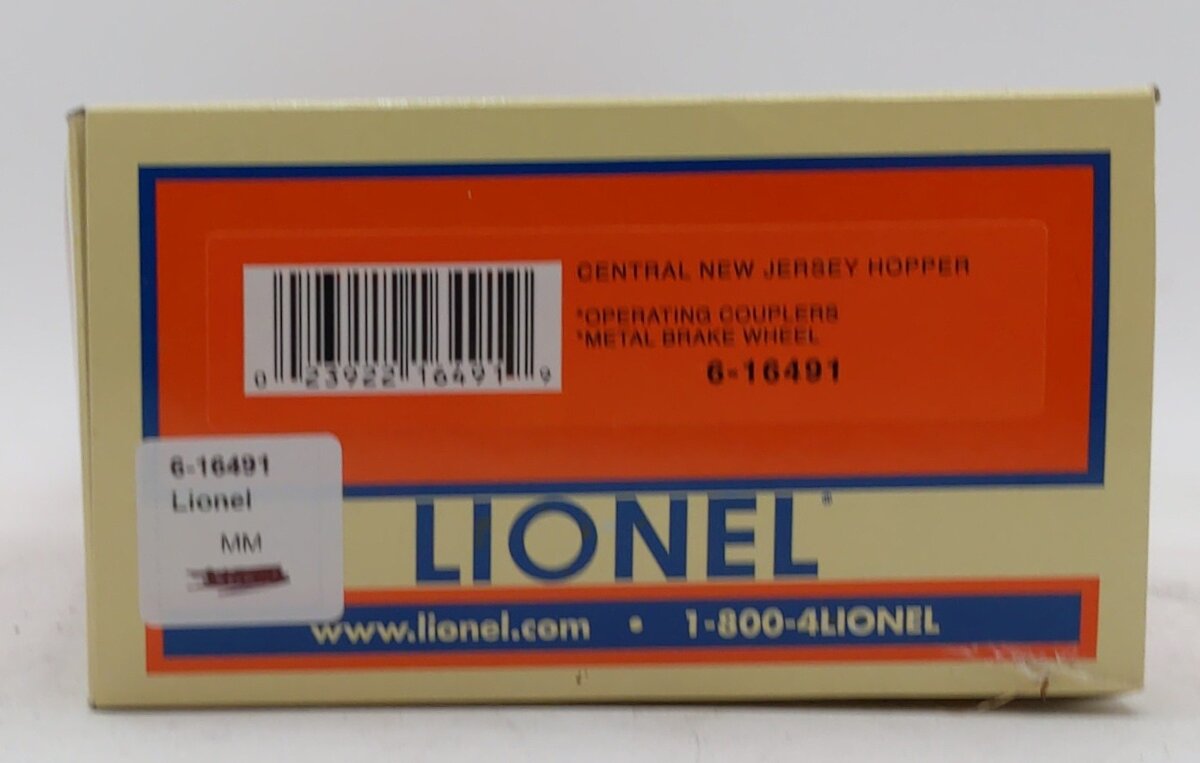 CENTRAL NEW JERSEY HOPPER
*OPERATING COUPLERS
*METAL BRAKE WHEEL
6-16491
0 23922 16491 9
6-16491
Lionel
MM
LIONEL®
www.lionel.com • 1-800-4LIONEL